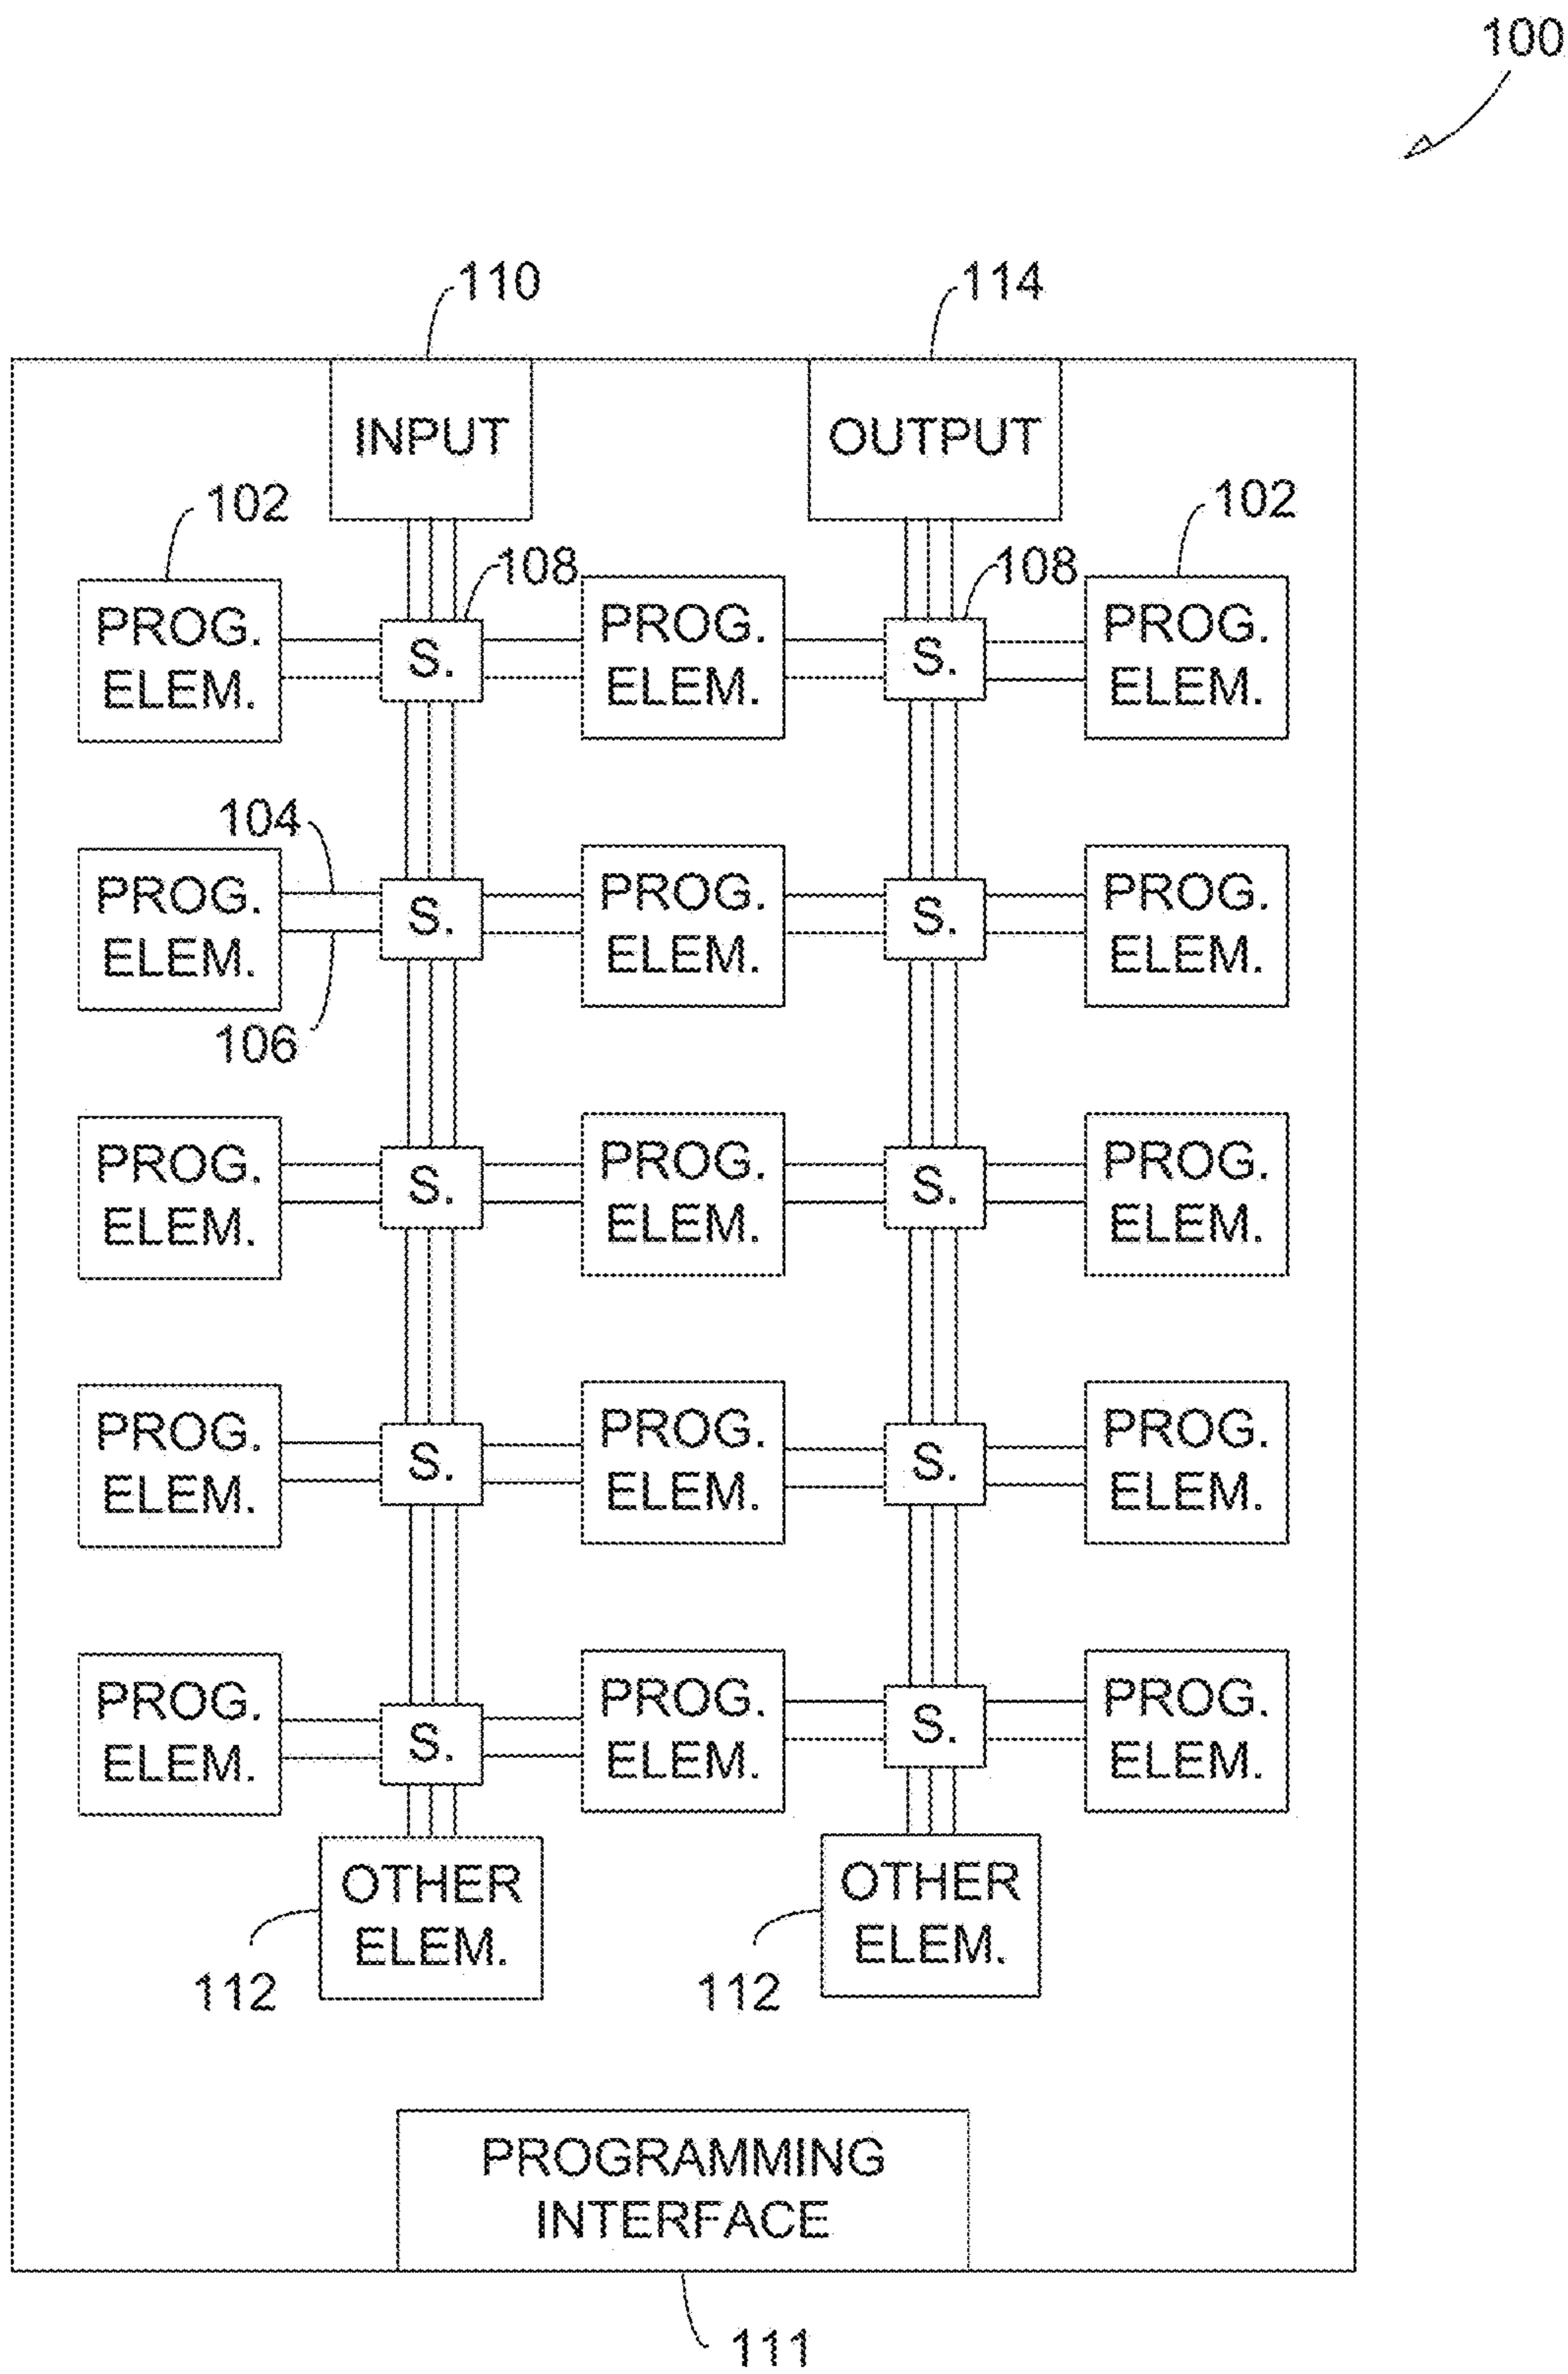 100
110
114
INPUT
OUTPUT
102
102
108
108
PROG.
ELEM.
S.
PROG.
ELEM.
S.
PROG.
ELEM.
104
PROG.
ELEM.
S.
PROG.
ELEM.
S.
PROG.
ELEM.
106
PROG.
ELEM.
S.
PROG.
ELEM.
S.
PROG.
ELEM.
PROG.
ELEM.
S.
PROG.
ELEM.
S.
PROG.
ELEM.
PROG.
ELEM.
S.
PROG.
ELEM.
S.
PROG.
ELEM.
OTHER
ELEM.
OTHER
ELEM.
112
112
PROGRAMMING
INTERFACE
111